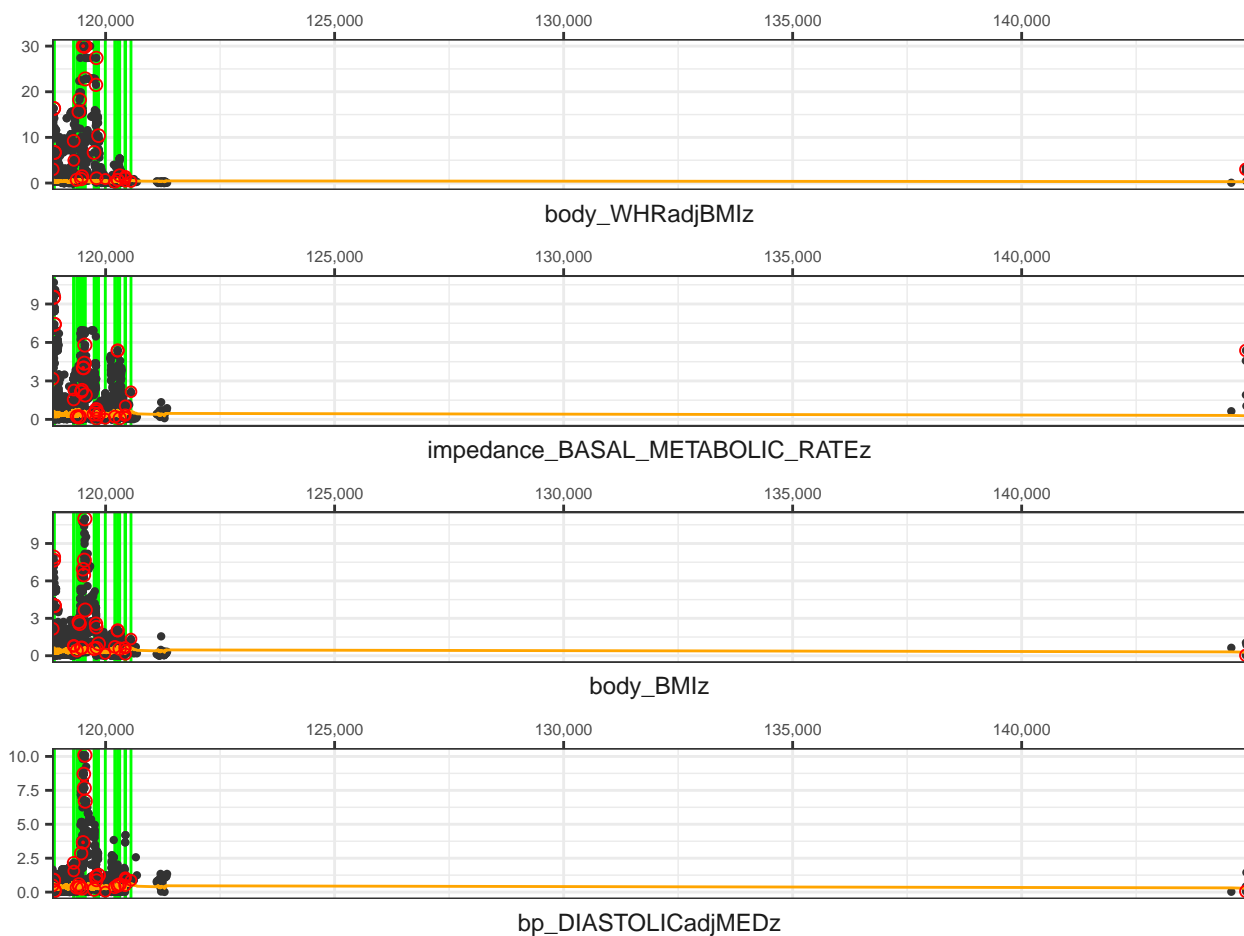 120,000 125,000 130,000 135,000 140,000
30
20
10
0
body_WHRadjBMIz
120,000 125,000 130,000 135,000 140,000
9
6
3
0
impedance_BASAL_METABOLIC_RATEz
120,000 125,000 130,000 135,000 140,000
9
6
3
0
body_BMIz
120,000 125,000 130,000 135,000 140,000
10.0
7.5
5.0
2.5
0.0
bp_DIASTOLICadjMEDz